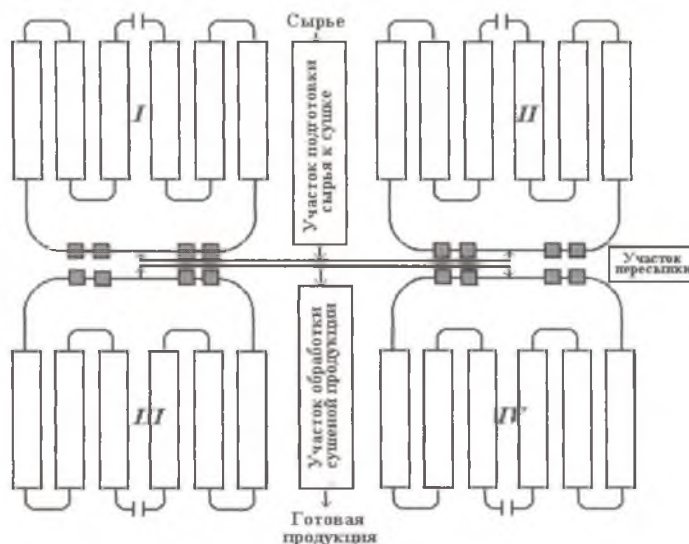 Сырье
I
II
Участок подготовки
сырья к сушке
Участок
пересыпки
III
IV
Участок обработки
сушеной продукции
Готовая
продукция